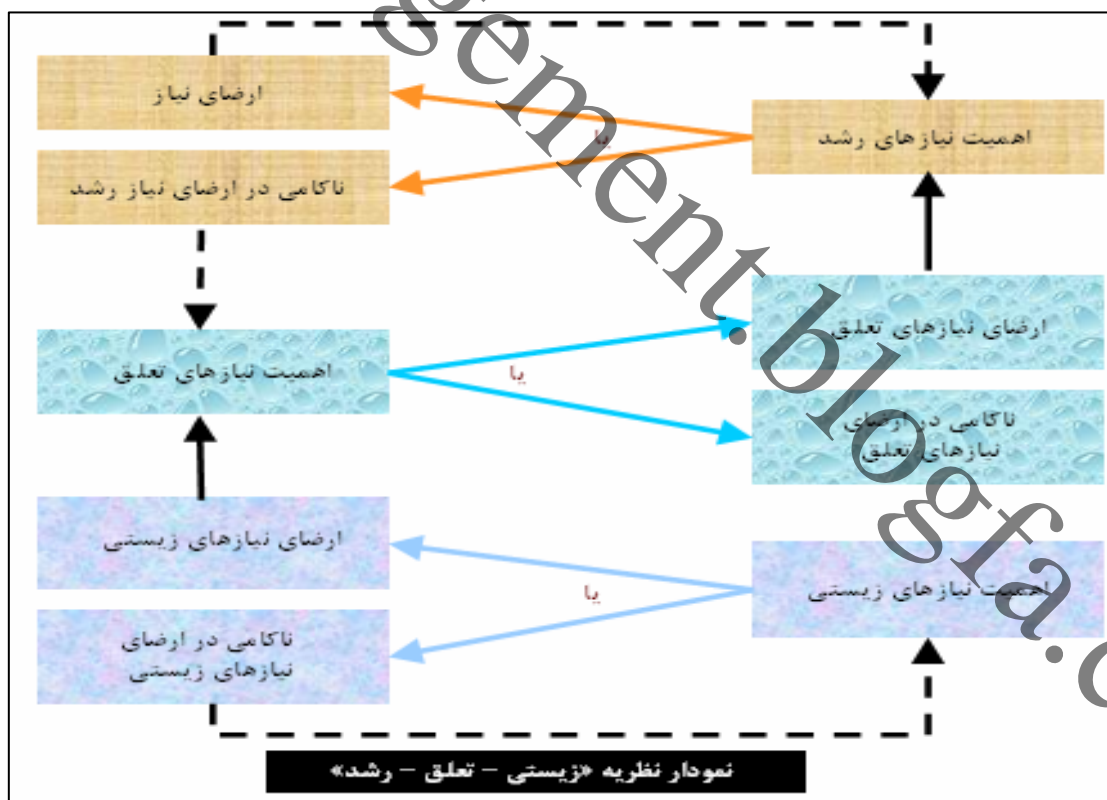 ارضای نیاز
اهمیت نیازهای رشد
یا
ناکامی در ارضای نیاز رشد
ارضای نیازهای تعلق
اهمیت نیازهای تعلق
یا
ناکامی در ارضای
نیازهای تعلق
ارضای نیازهای زیستی
اهمیت نیازهای زیستی
یا
ناکامی در ارضای
نیازهای زیستی
نمودار نظریه «زیستی – تعلق – رشد»
gement.blogfa.c